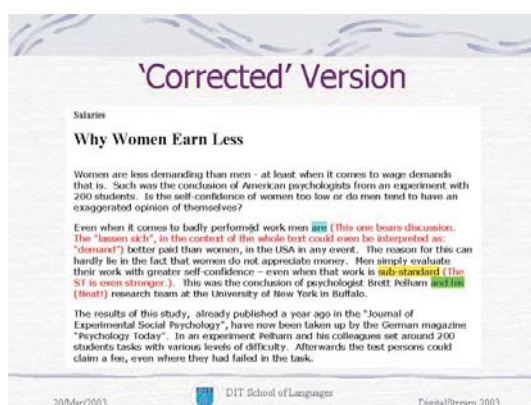 'Corrected' Version
Salaries
Why Women Earn Less
Women are less demanding than men - at least when it comes to wage demands
that is. Such was the conclusion of American psychologists from an experiment with
200 students. Is the self-confidence of women too low or do men tend to have an
exaggerated opinion of themselves?
Even when it comes to badly performed work men are (This one bears discussion.
The "lassen sich", in the context of the whole text could even be interpreted as:
"demand") better paid than women, in the USA in any event. The reason for this can
hardly lie in the fact that women do not appreciate money. Men simply evaluate
their work with greater self-confidence – even when that work is sub-standard (The
ST is even stronger.). This was the conclusion of psychologist Brett Pelham and his
(Neat!) research team at the University of New York in Buffalo.
The results of this study, already published a year ago in the "Journal of
Experimental Social Psychology", have now been taken up by the German magazine
"Psychology Today". In an experiment Pelham and his colleagues set around 200
students tasks with various levels of difficulty. Afterwards the test persons could
claim a fee, even where they had failed in the task.
20/Mar/2003
DIT School of Languages
DigitalStream 2003